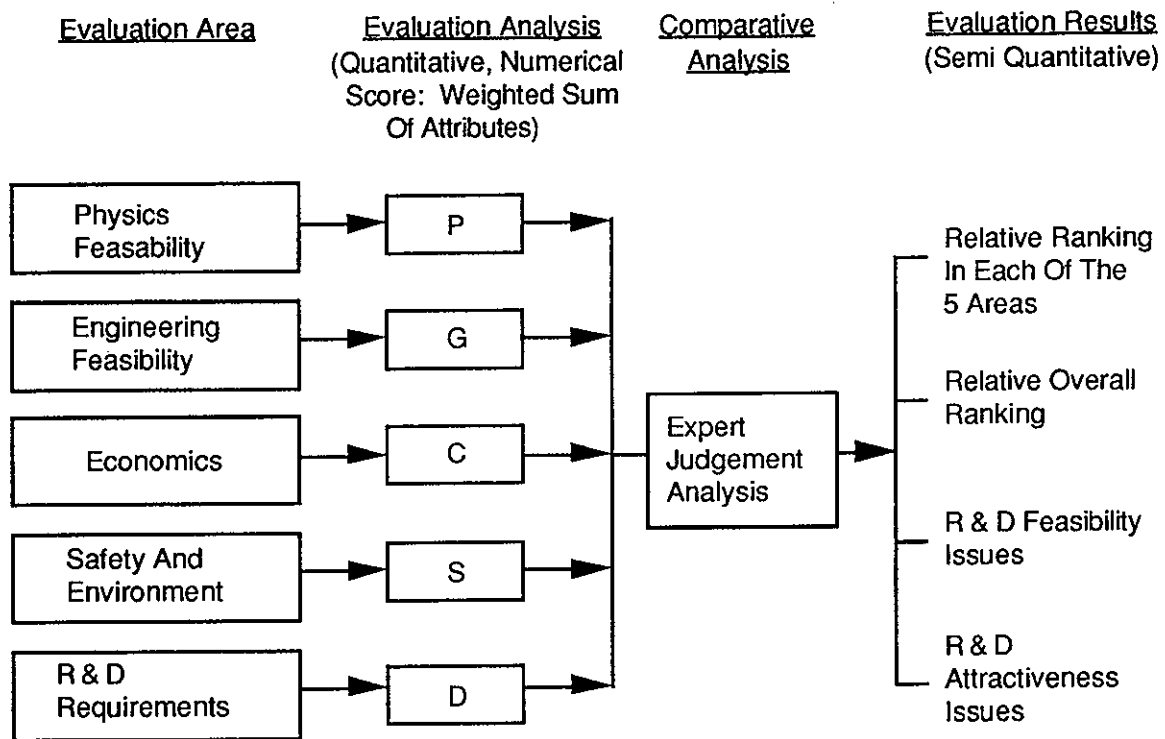 Evaluation Area
Evaluation Analysis
(Quantitative, Numerical
Score: Weighted Sum
Of Attributes)
Comparative
Analysis
Evaluation Results
(Semi Quantitative)
Physics
Feasability
P
Engineering
Feasibility
G
Economics
C
Safety And
Environment
S
R & D
Requirements
D
Expert
Judgement
Analysis
Relative Ranking
In Each Of The
5 Areas
Relative Overall
Ranking
R & D Feasibility
Issues
R & D
Attractiveness
Issues